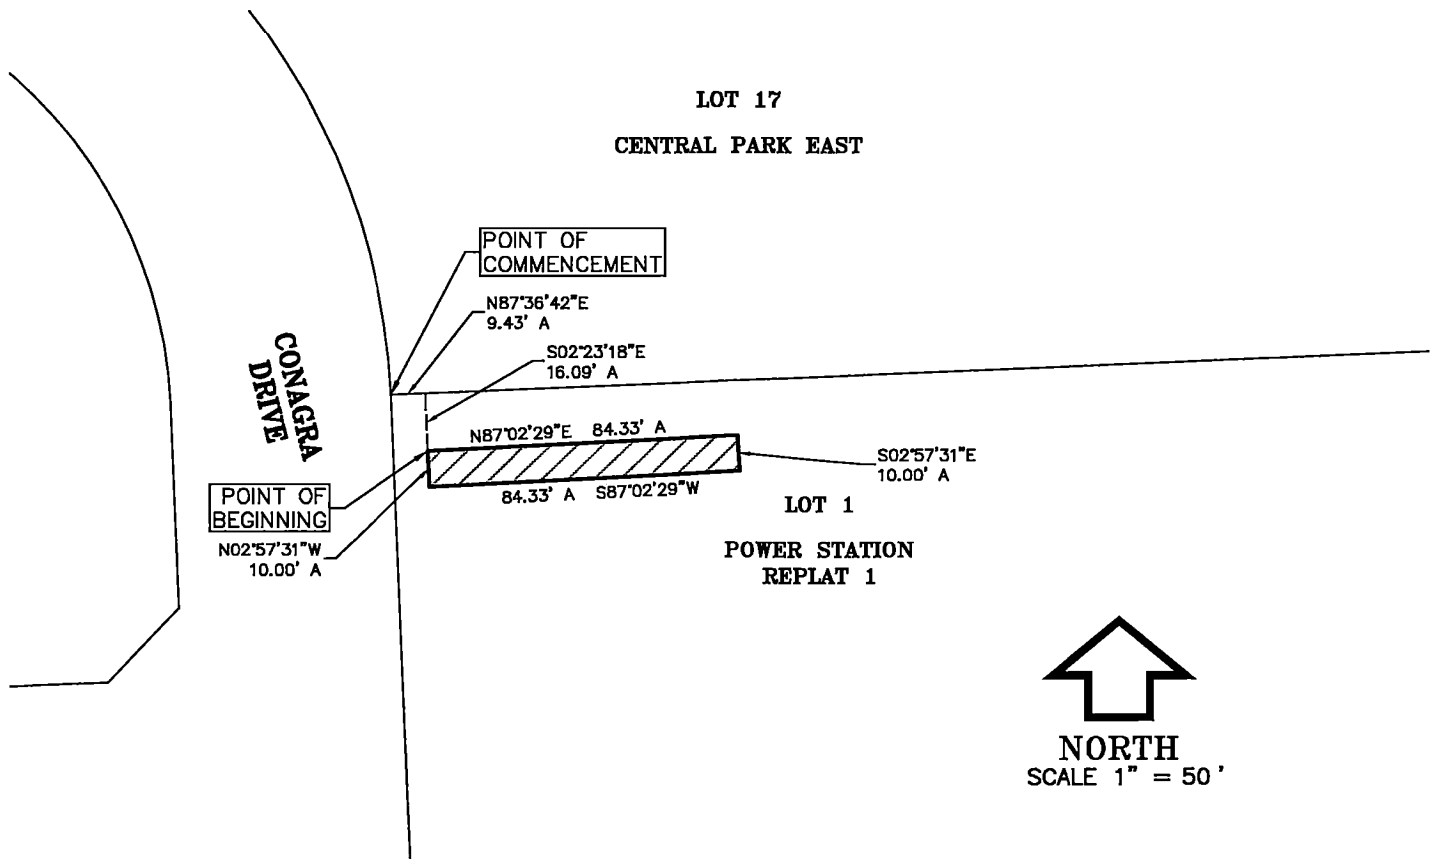 LOT 17
CENTRAL PARK EAST
POINT OF
COMMENCEMENT
N87°36'42"E
9.43' A
S02°23'18"E
16.09' A
CONAGRA
DRIVE
N87°02'29"E 84.33' A
S02°57'31"E
10.00' A
84.33' A S87°02'29"W
POINT OF
BEGINNING
N02°57'31"W
10.00' A
LOT 1
POWER STATION
REPLAT 1
NORTH
SCALE 1" = 50'